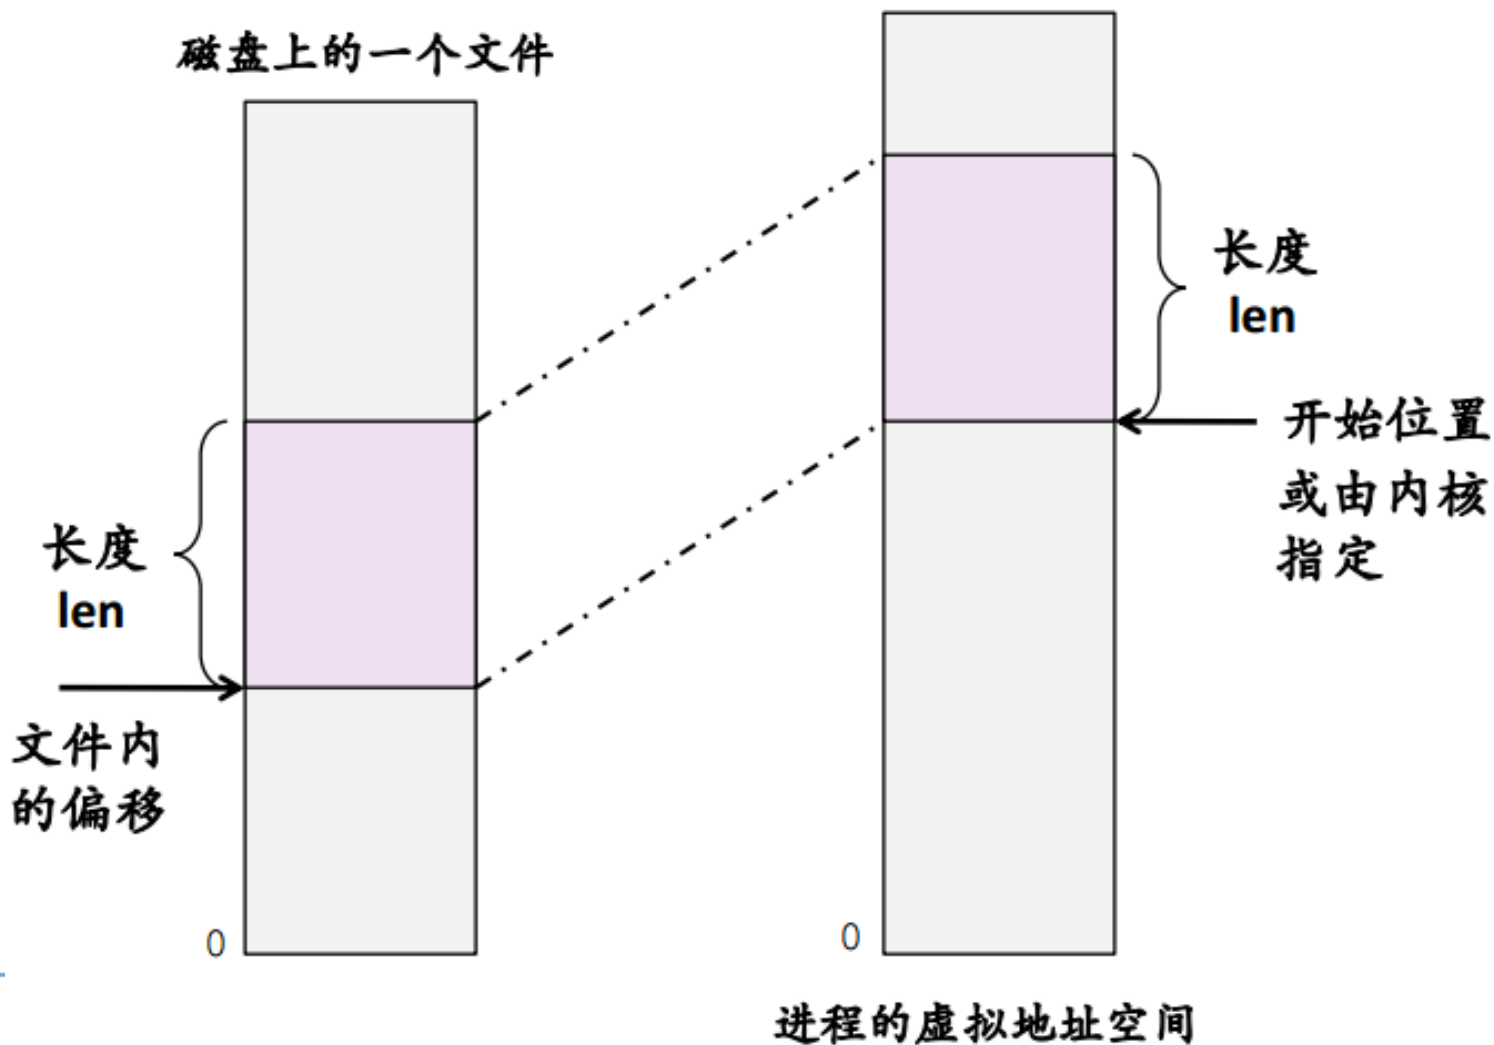 磁盘上的一个文件
长度
len
开始位置
或由内核
指定
长度
len
文件内
的偏移
0
0
进程的虚拟地址空间